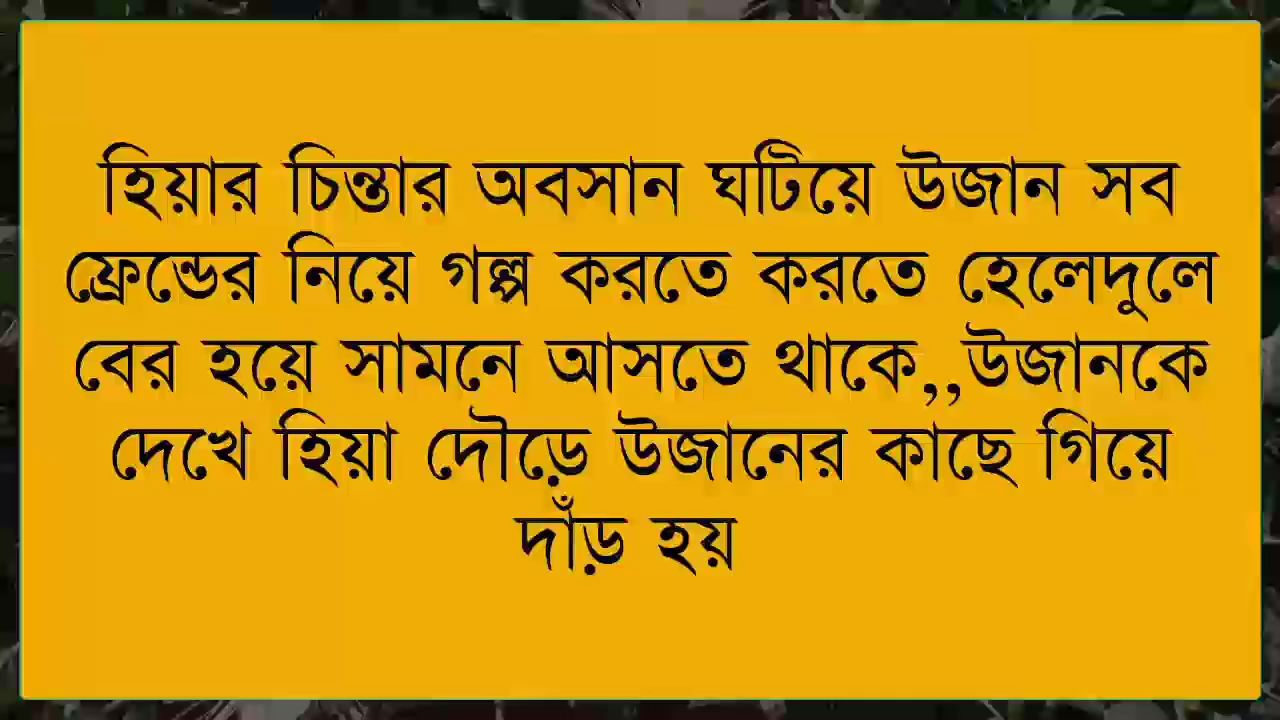 হিয়ার চিন্তার অবসান ঘটিয়ে উজান সব
ফ্রেন্ডের নিয়ে গল্প করতে করতে হেলেদুলে
বের হয়ে সামনে আসতে থাকে,,উজানকে
দেখে হিয়া দৌড়ে উজানের কাছে গিয়ে
দাঁড় হয়